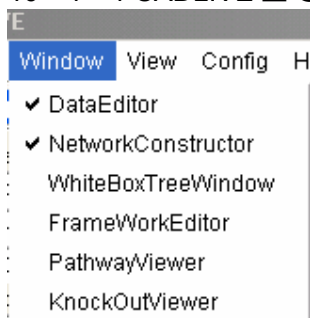 Window View Config H
✔ DataEditor
✔ NetworkConstructor
WhiteBoxTreeWindow
FrameWorkEditor
PathwayViewer
KnockOutViewer